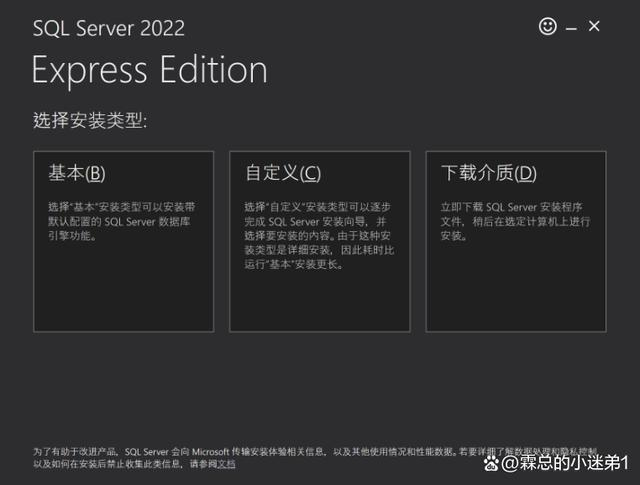 SQL Server 2022
Express Edition
选择安装类型:
基本(B)
选择“基本”安装类型可以安装带
默认配置的 SQL Server 数据库
引擎功能。
自定义(C)
选择“自定义”安装类型可以逐步
完成 SQL Server 安装向导，并
选择要安装的内容。由于这种安
装类型是详细安装，因此耗时比
运行“基本”安装更长。
下载介质(D)
立即下载 SQL Server 安装程序
文件，稍后在选定计算机上进行
安装。
为了有助于改进产品，SQL Server 会向 Microsoft 传输安装体验相关信息，以及其他使用情况和性能数据。若要详细了解数据处理和隐私控制，
以及如何在安装后禁止收集此类信息，请参阅文档
@霖总的小迷弟1